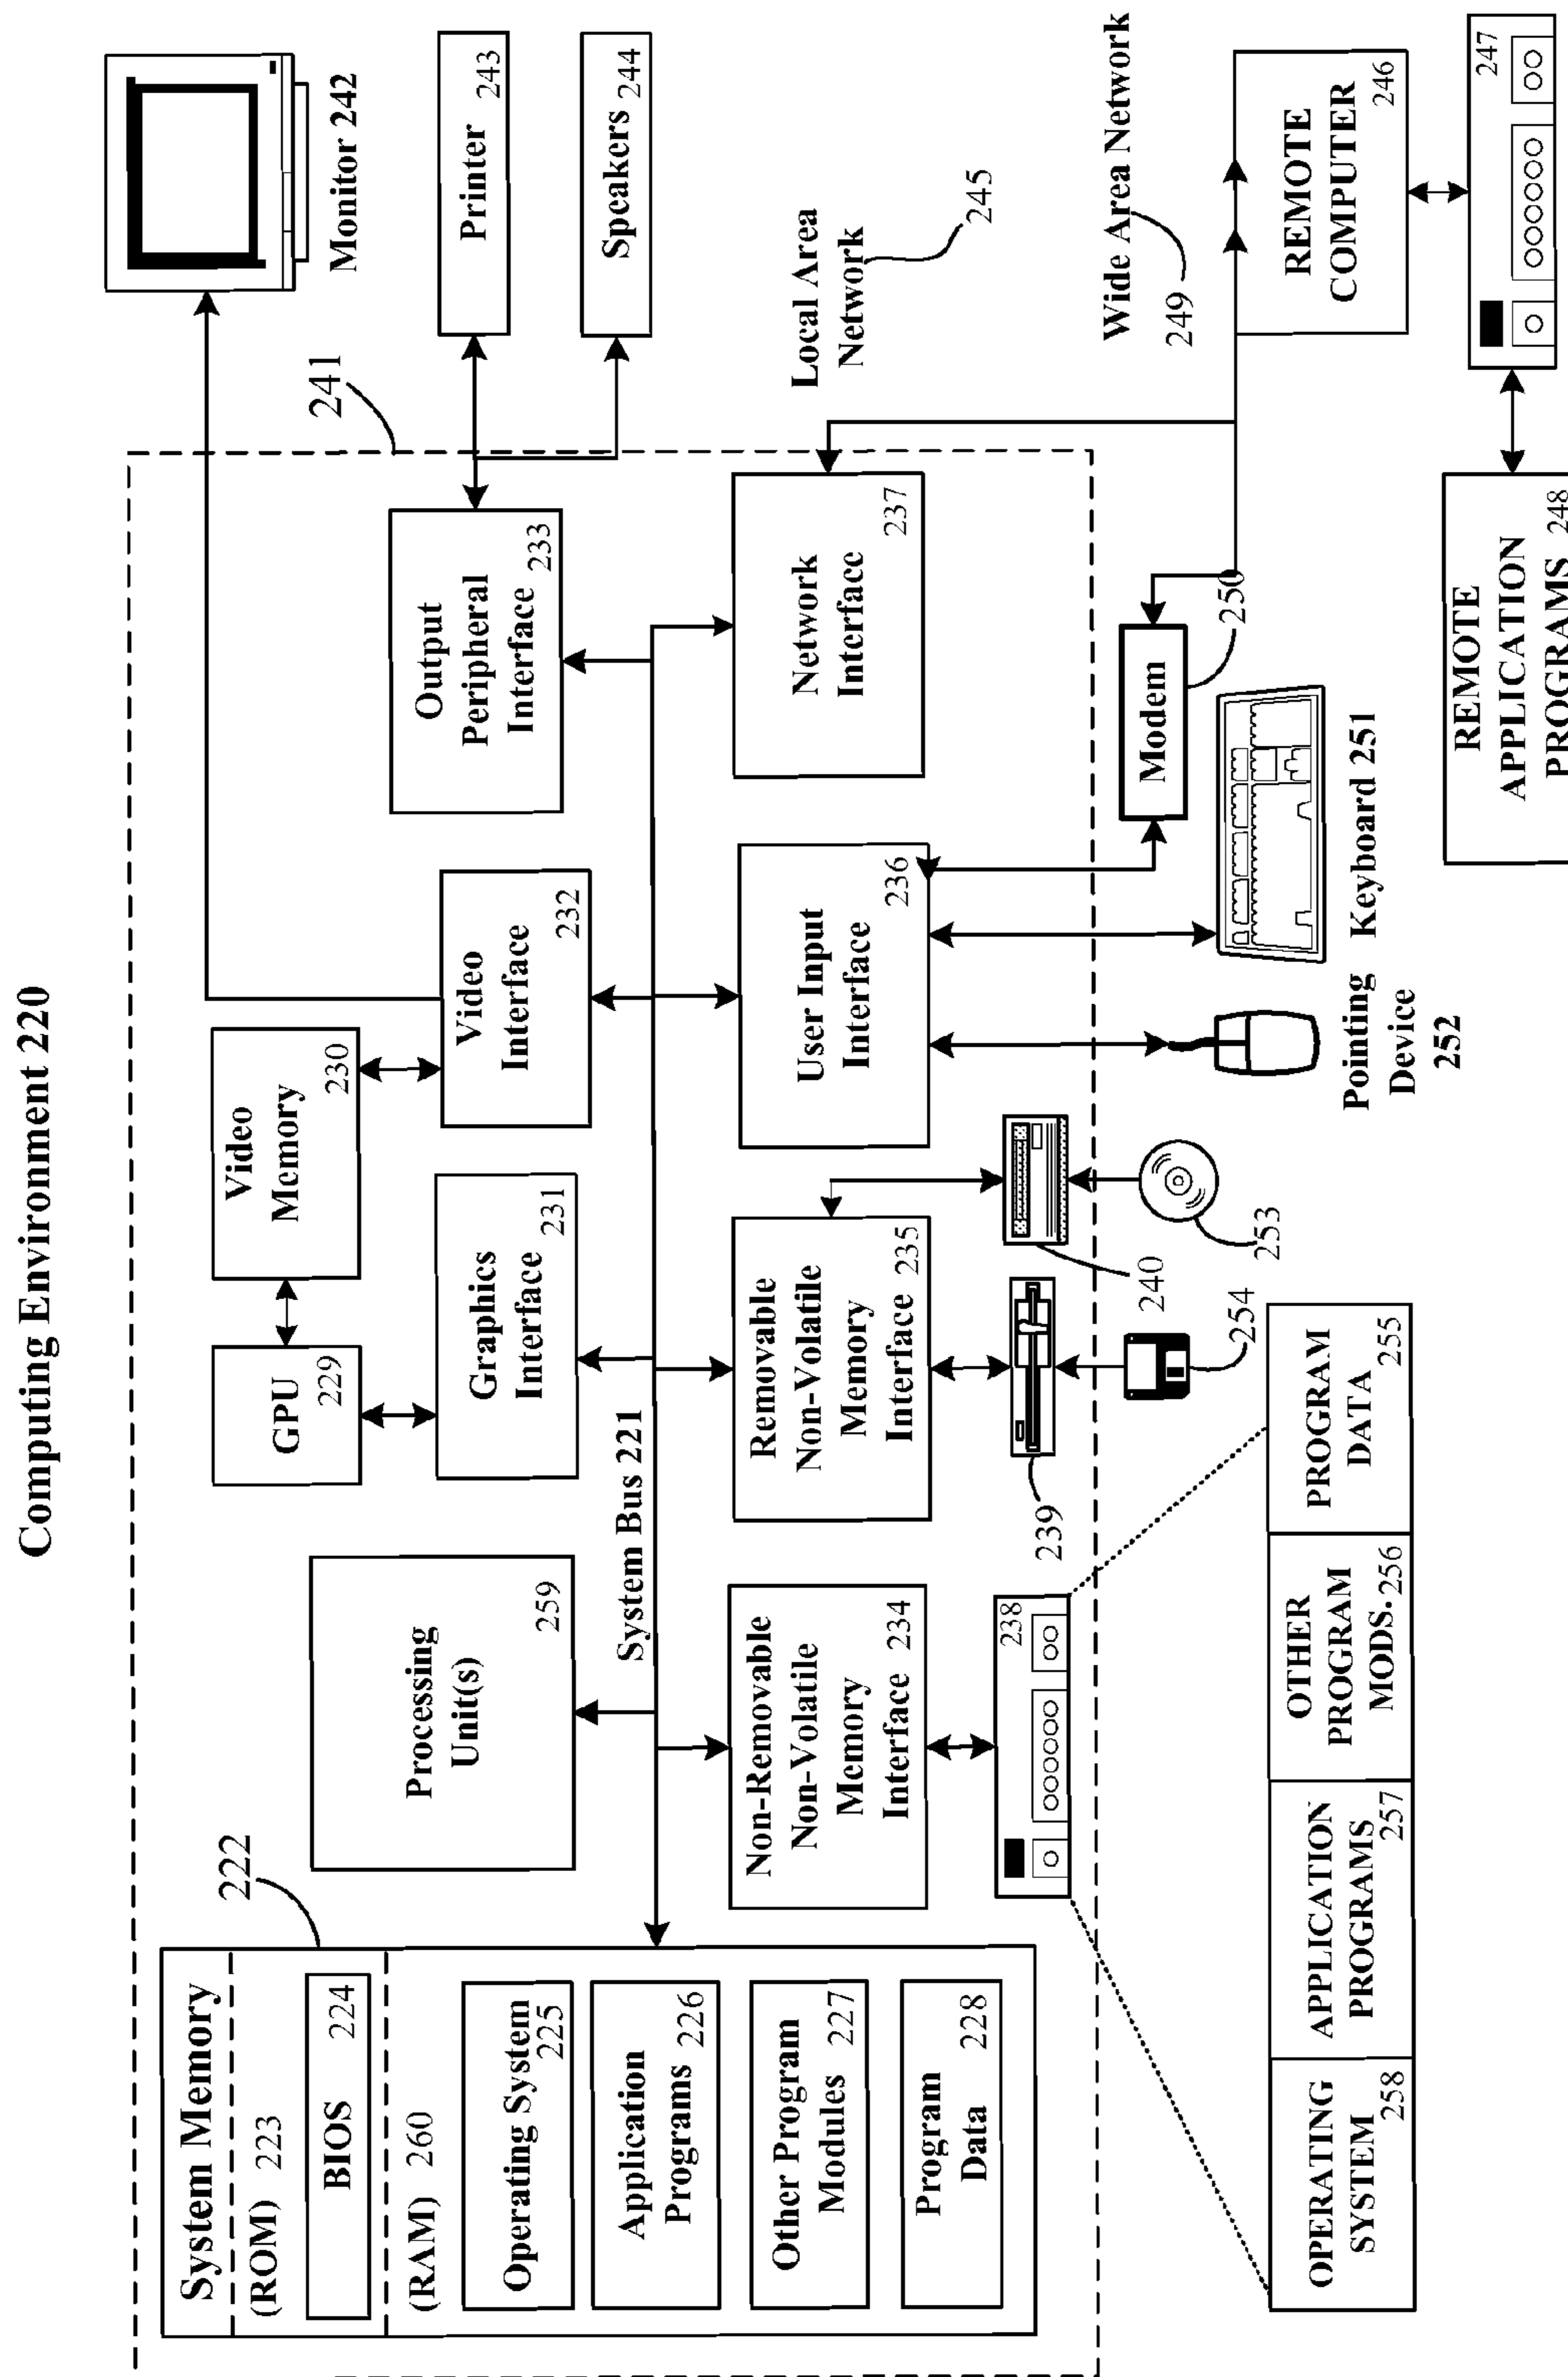 Computing Environment 220
System Memory
222
(ROM) 223
BIOS 224
(RAM) 260
Operating System
225
Application
Programs 226
Other Program
Modules 227
Program
Data 228
Processing
Unit(s)
259
GPU
229
Video
Memory
230
Graphics
Interface
231
Video
Interface
232
Output
Peripheral
Interface
233
241
Monitor 242
Printer
243
Speakers
244
System Bus 221
Non-Removable
Non-Volatile
Memory
Interface 234
Removable
Non-Volatile
Memory
Interface 235
User Input
Interface
236
Network
Interface
237
Local Area
Network
245
238
239
240
254
253
Modem
250
Wide Area Network
249
Pointing
Device
252
Keyboard 251
REMOTE
COMPUTER
246
247
REMOTE
APPLICATION
PROGRAMS 248
OPERATING
SYSTEM
258
APPLICATION
PROGRAMS
257
OTHER
PROGRAM
MODS. 256
PROGRAM
DATA
255